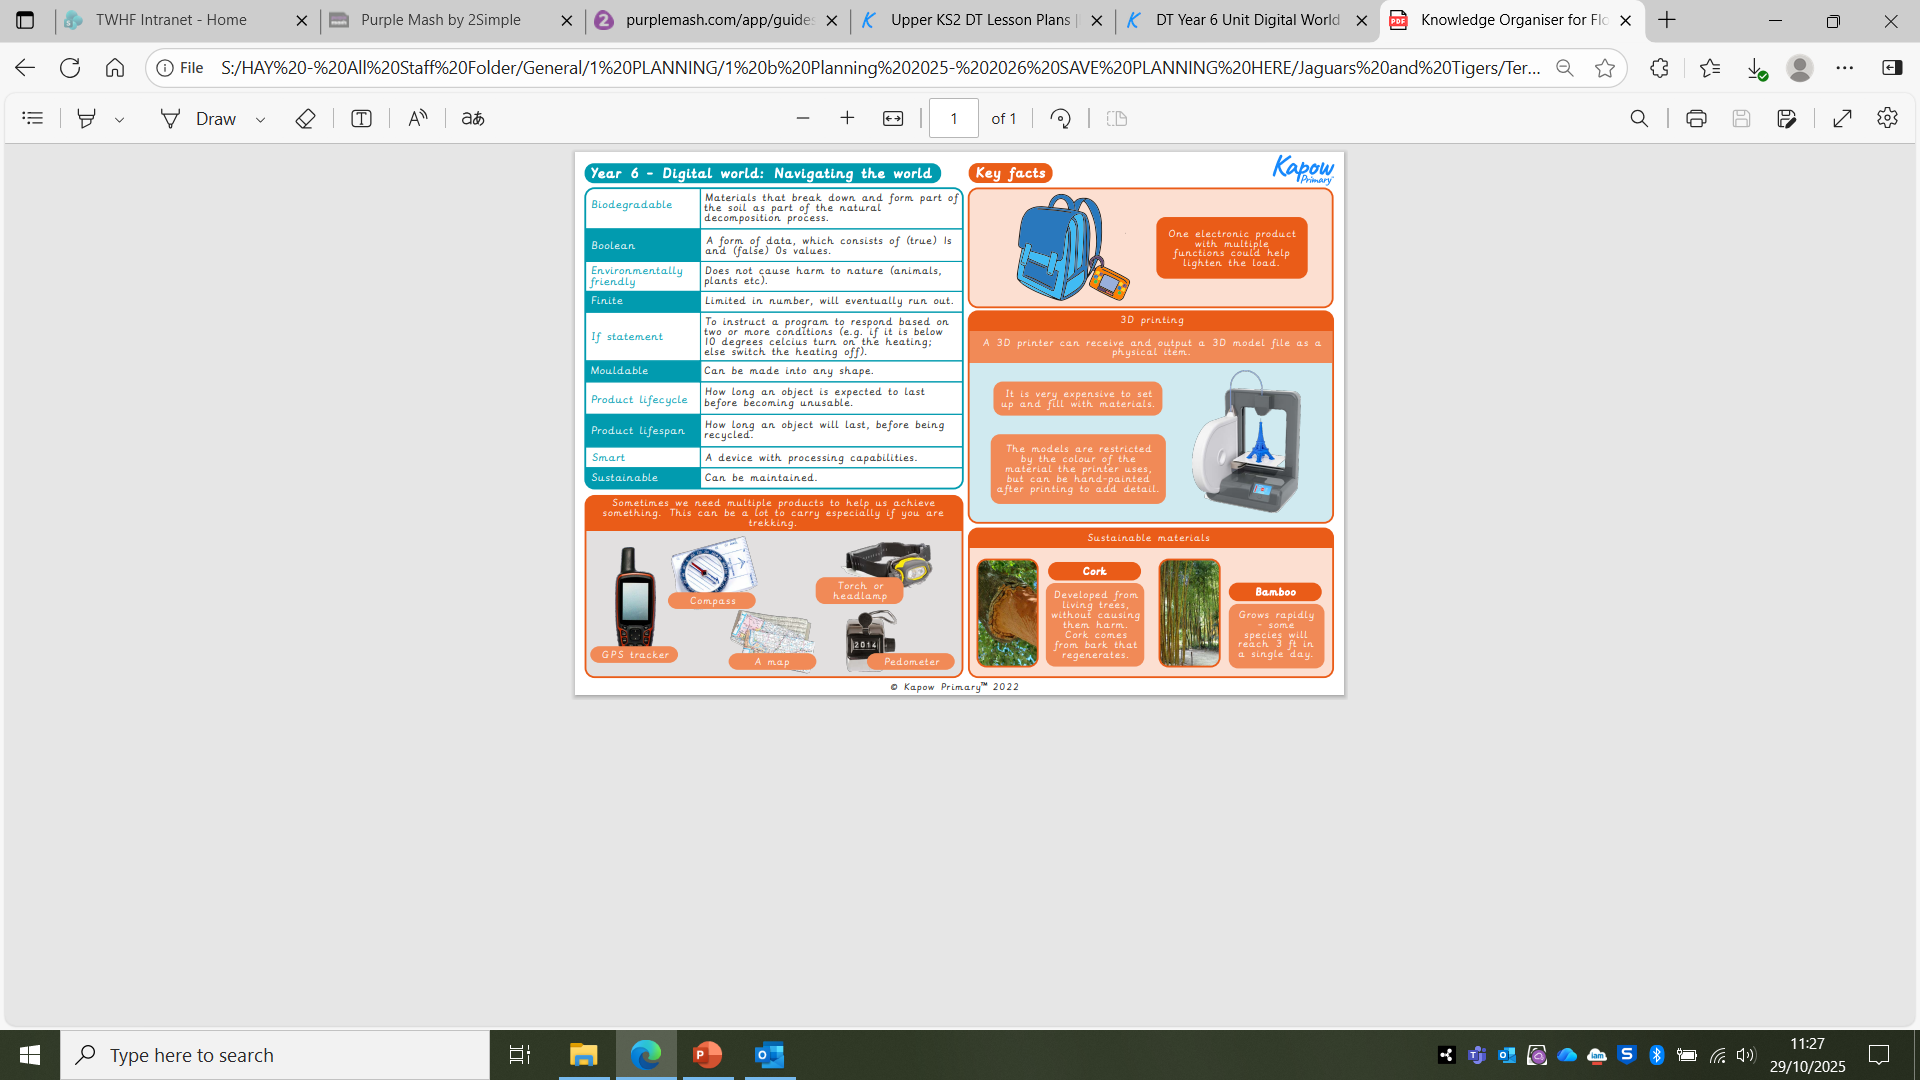 TWHF Intranet - Home
Purple Mash by 2Simple
purplemash.com/app/guides
Upper KS2 DT Lesson Plans
DT Year 6 Unit Digital World
Knowledge Organiser for Flo
File
S:/HAY%20-%20All%20Staff%20Folder/General/1%20PLANNING/1%20b%20Planning%202025-%202026%20SAVE%20PLANNING%20HERE/Jaguars%20and%20Tigers/Ter...
Draw
1
of 1
Year 6 - Digital world: Navigating the world
Biodegradable
Materials that break down and form part of
the soil as part of the natural
decomposition process.
Boolean
A form of data, which consists of (true) 1s
and (false) 0s values.
Environmentally
friendly
Does not cause harm to nature (animals,
plants etc).
Finite
Limited in number, will eventually run out.
If statement
To instruct a program to respond based on
two or more conditions (e.g. if it is below
10 degrees celcius turn on the heating;
else switch the heating off).
Mouldable
Can be made into any shape.
Product lifecycle
How long an object is expected to last
before becoming unusable.
Product lifespan
How long an object will last, before being
recycled.
Smart
A device with processing capabilities.
Sustainable
Can be maintained.
Sometimes we need multiple products to help us achieve
something. This can be a lot to carry especially if you are
trekking.
Compass
Torch or
headlamp
GPS tracker
A map
2014
Pedometer
Key facts
Kapow
Primary
One electronic product
with multiple
functions could help
lighten the load.
3D printing
A 3D printer can receive and output a 3D model file as a
physical item.
It is very expensive to set
up and fill with materials.
The models are restricted
by the colour of the
material the printer uses,
but can be hand-painted
after printing to add detail.
Sustainable materials
Cork
Developed from
living trees,
without causing
them harm.
Cork comes
from bark that
regenerates.
Bamboo
Grows rapidly
- some
species will
reach 3 ft in
a single day.
© Kapow Primary™ 2022
Type here to search
11:27
29/10/2025